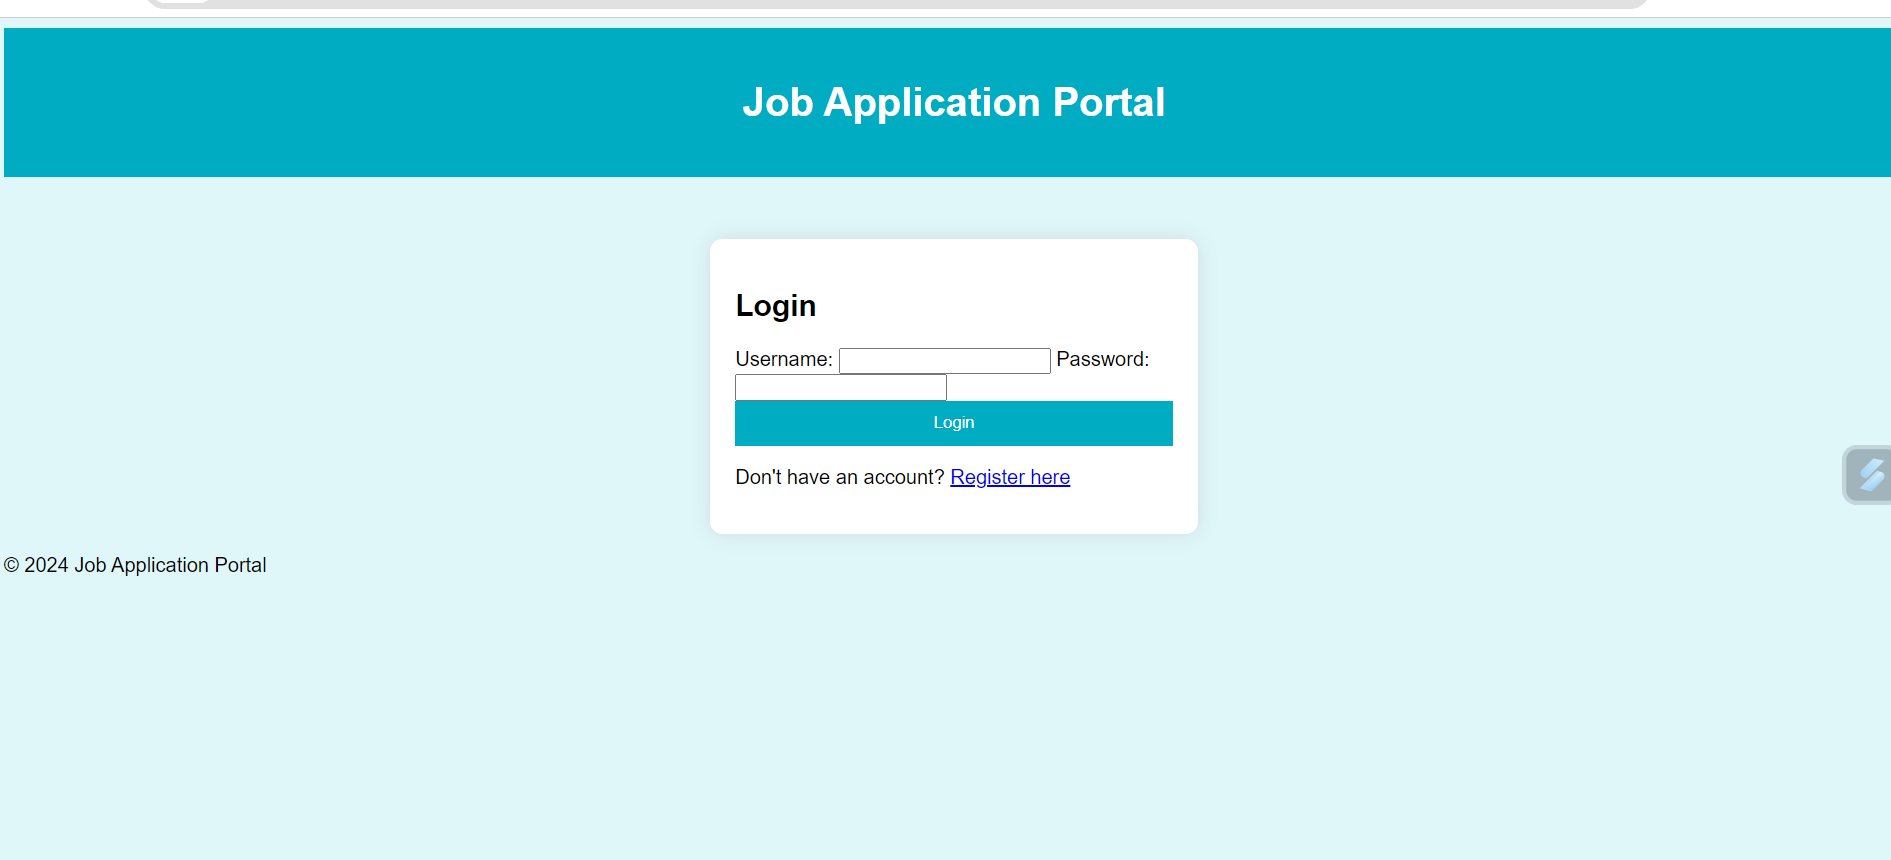 Job Application Portal
Login
Username: Password:
Login
Don't have an account? Register here
© 2024 Job Application Portal